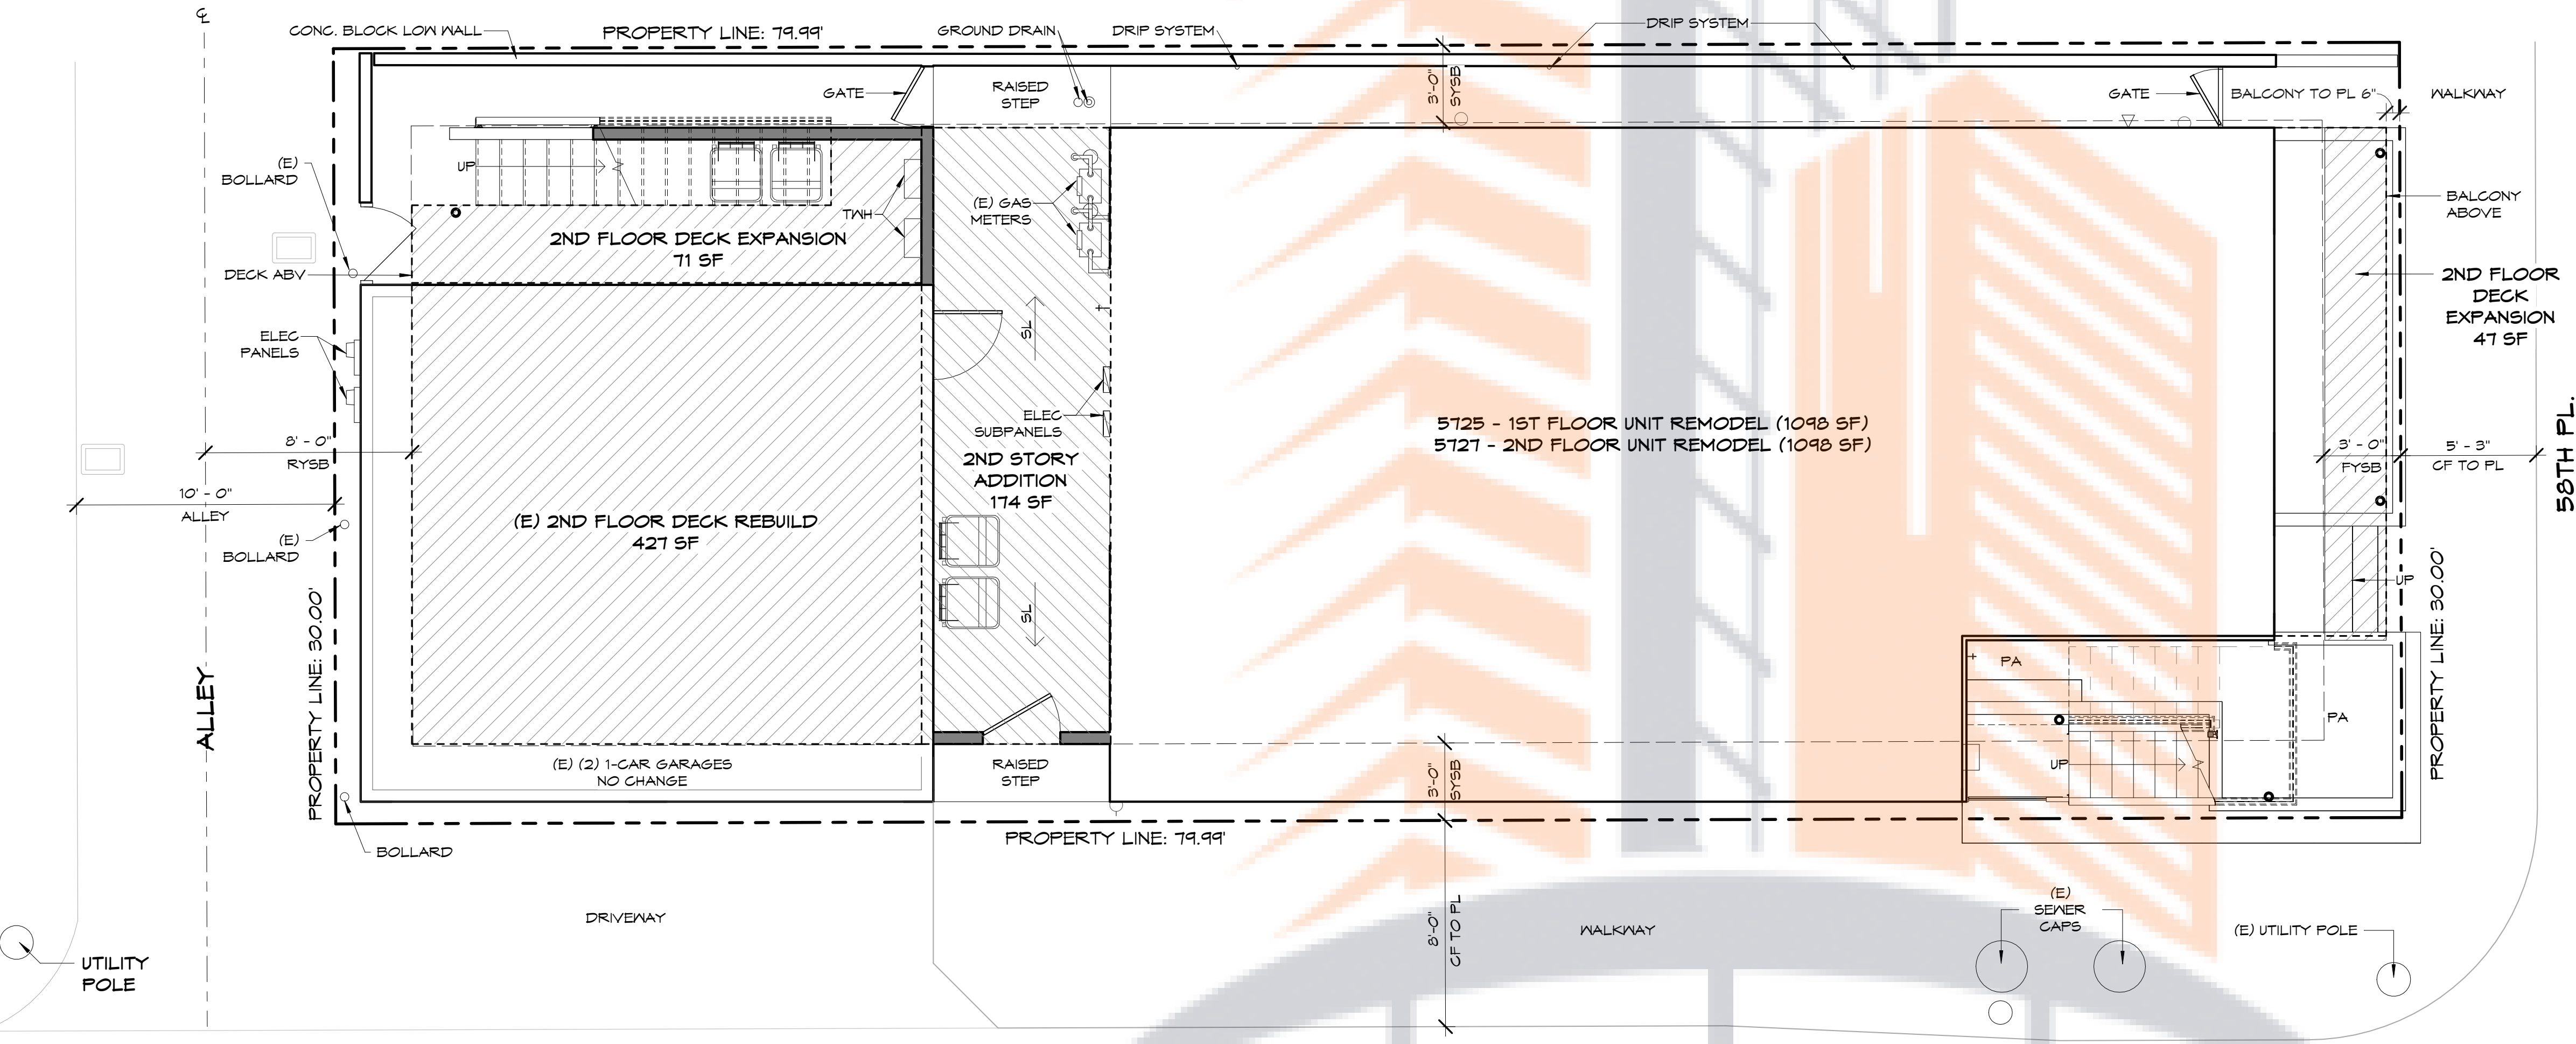 ℄
CONC. BLOCK LOW WALL
PROPERTY LINE: 79.99'
GROUND DRAIN
DRIP SYSTEM
DRIP SYSTEM
GATE
RAISED
STEP
3'-0"
SYSB
GATE
BALCONY TO PL 6"
WALKWAY
(E)
BOLLARD
UP
TWH
(E) GAS
METERS
BALCONY
ABOVE
2ND FLOOR DECK EXPANSION
71 SF
DECK ABV
2ND FLOOR
DECK
EXPANSION
47 SF
ELEC
PANELS
SL
ELEC
SUBPANELS
5725 - 1ST FLOOR UNIT REMODEL (1098 SF)
5727 - 2ND FLOOR UNIT REMODEL (1098 SF)
8' - 0"
RYSB
3' - 0"
FYSB
5' - 3"
CF TO PL
58TH PL.
2ND STORY
ADDITION
174 SF
10' - 0"
ALLEY
(E) 2ND FLOOR DECK REBUILD
427 SF
(E)
BOLLARD
SL
UP
PROPERTY LINE: 30.00'
PROPERTY LINE: 30.00'
ALLEY
PA
PA
UP
(E) (2) 1-CAR GARAGES
NO CHANGE
RAISED
STEP
3'-0"
SYSB
PROPERTY LINE: 79.99'
BOLLARD
DRIVEWAY
8'-0"
CF TO PL
WALKWAY
(E)
SEWER
CAPS
(E) UTILITY POLE
UTILITY
POLE